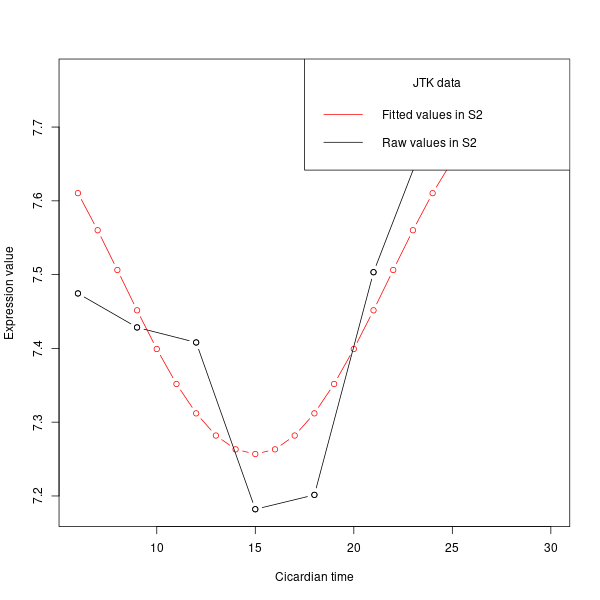 JTK data
Fitted values in S2
Raw values in S2
Expression value
7.7
7.6
7.5
7.4
7.3
7.2
10 15 20 25 30
Cicardian time